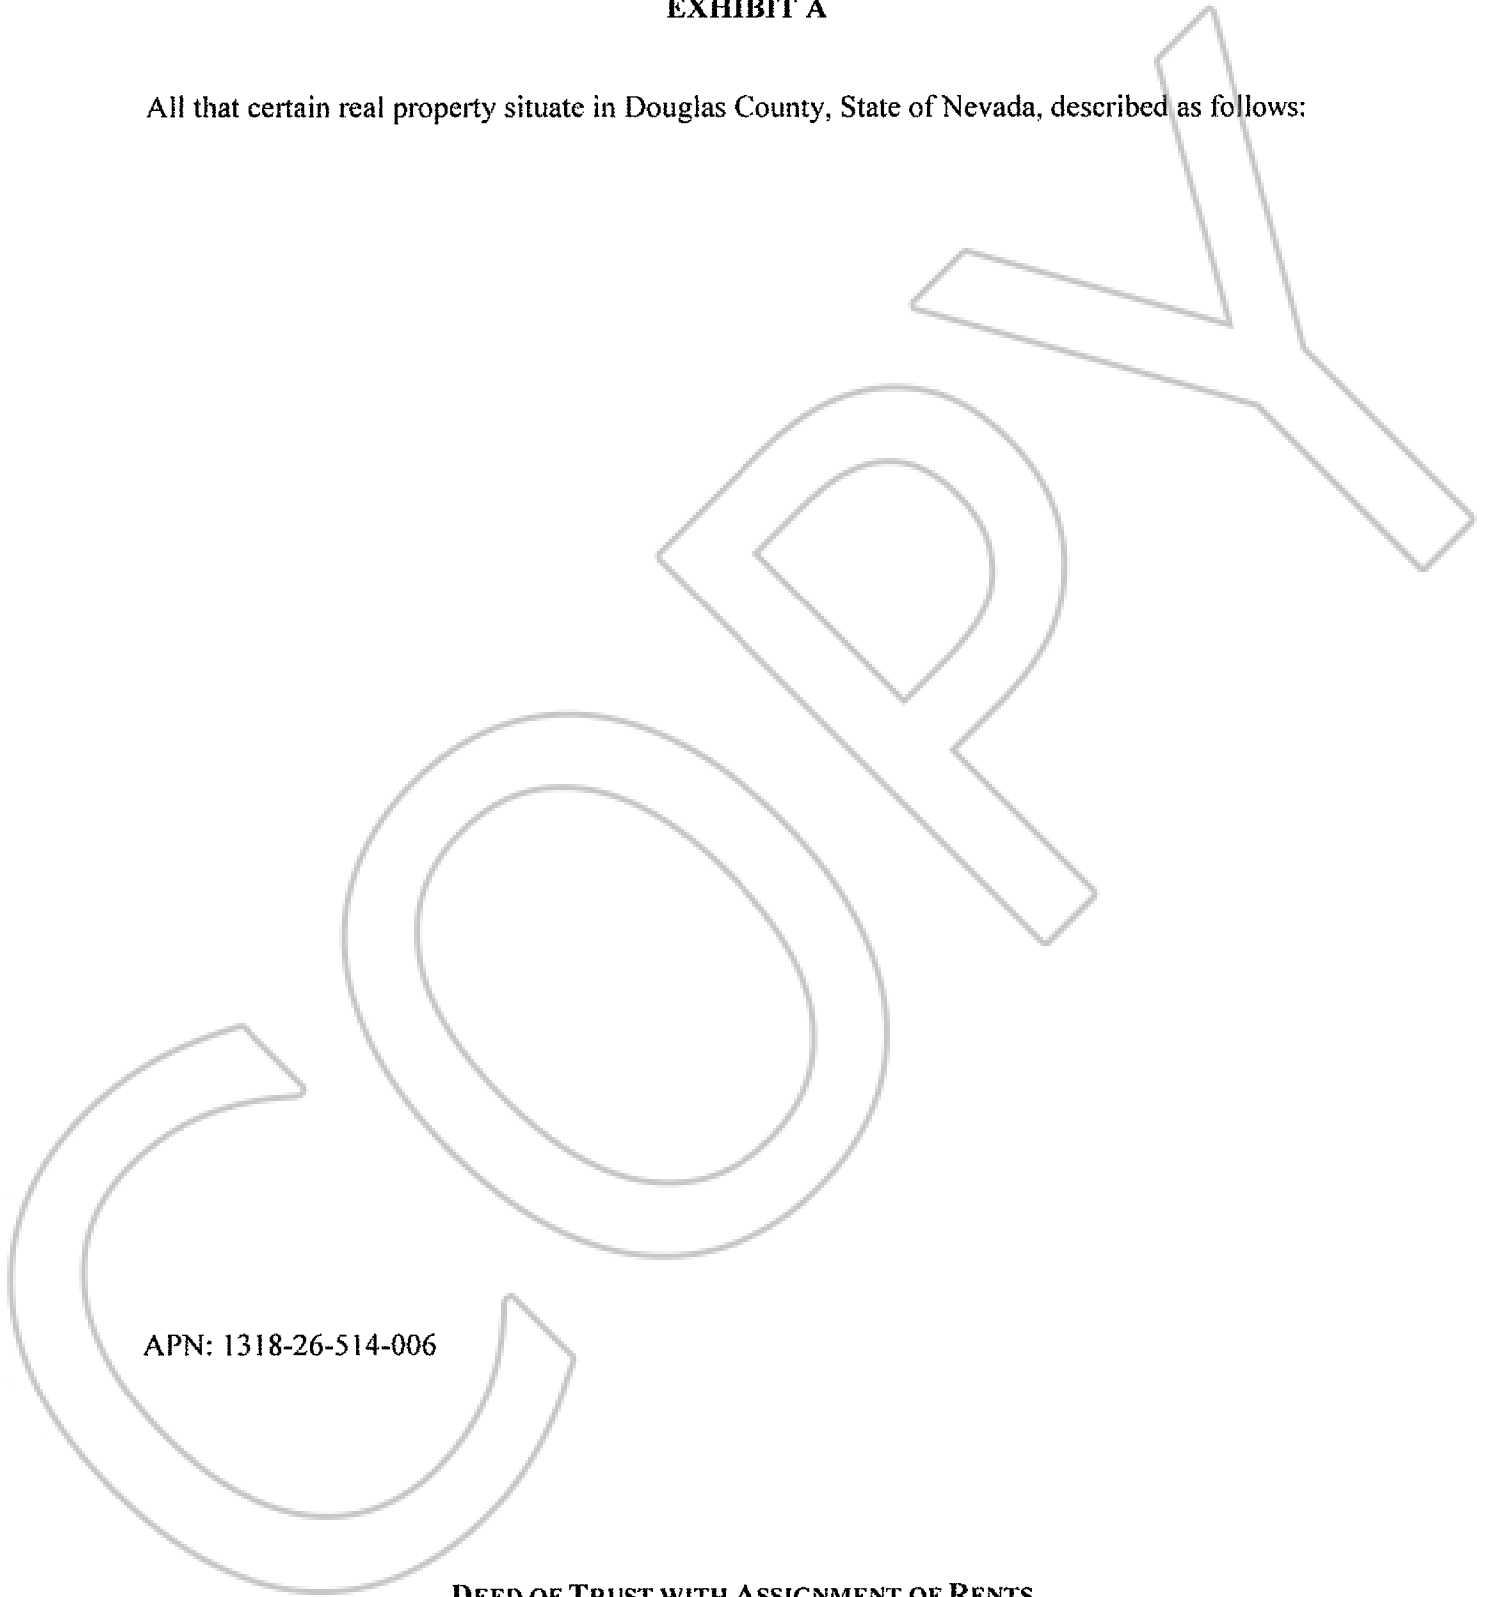 EXHIBIT A
All that certain real property situate in Douglas County, State of Nevada, described as follows:
COPY
APN: 1318-26-514-006
DEED OF TRUST WITH ASSIGNMENT OF RENTS